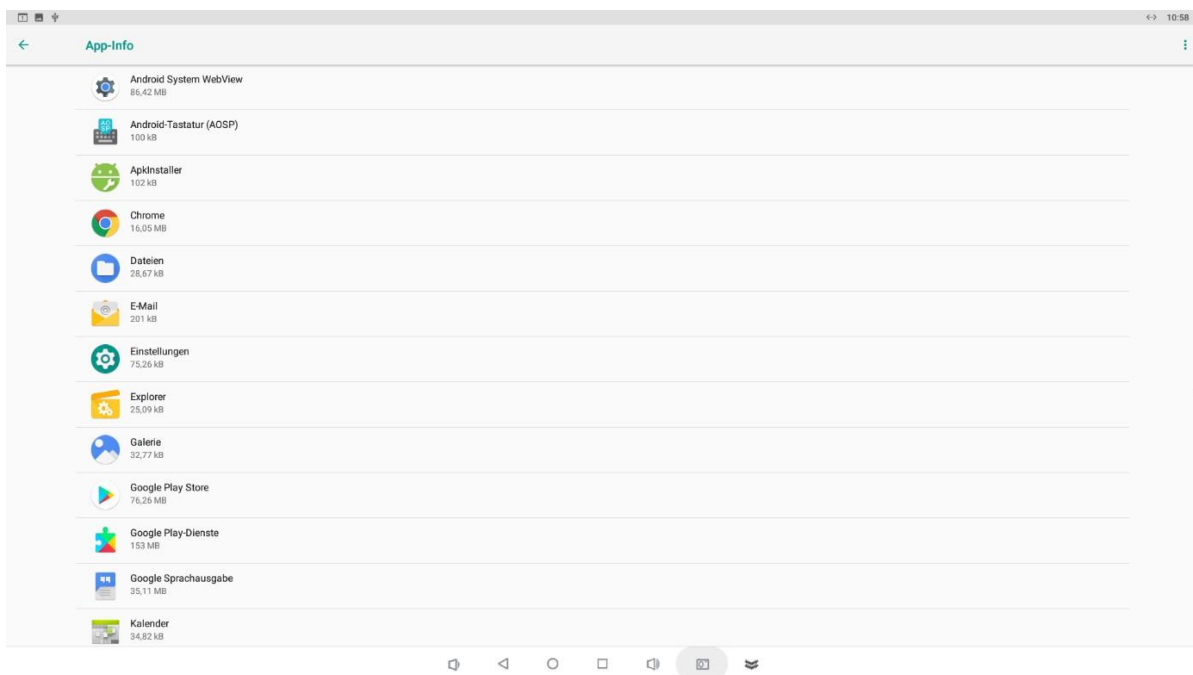 10:58
App-Info
Android System WebView
86,42 MB
Android-Tastatur (AOSP)
100 kB
ApkInstaller
102 kB
Chrome
16,05 MB
Dateien
28,67 kB
E-Mail
201 kB
Einstellungen
75,26 kB
Explorer
25,09 kB
Galerie
32,77 kB
Google Play Store
76,26 MB
Google Play-Dienste
153 MB
Google Sprachausgabe
35,11 MB
Kalender
34,82 kB